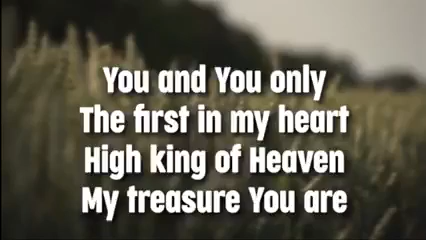 You and You only
The first in my heart
High king of Heaven
My treasure You are